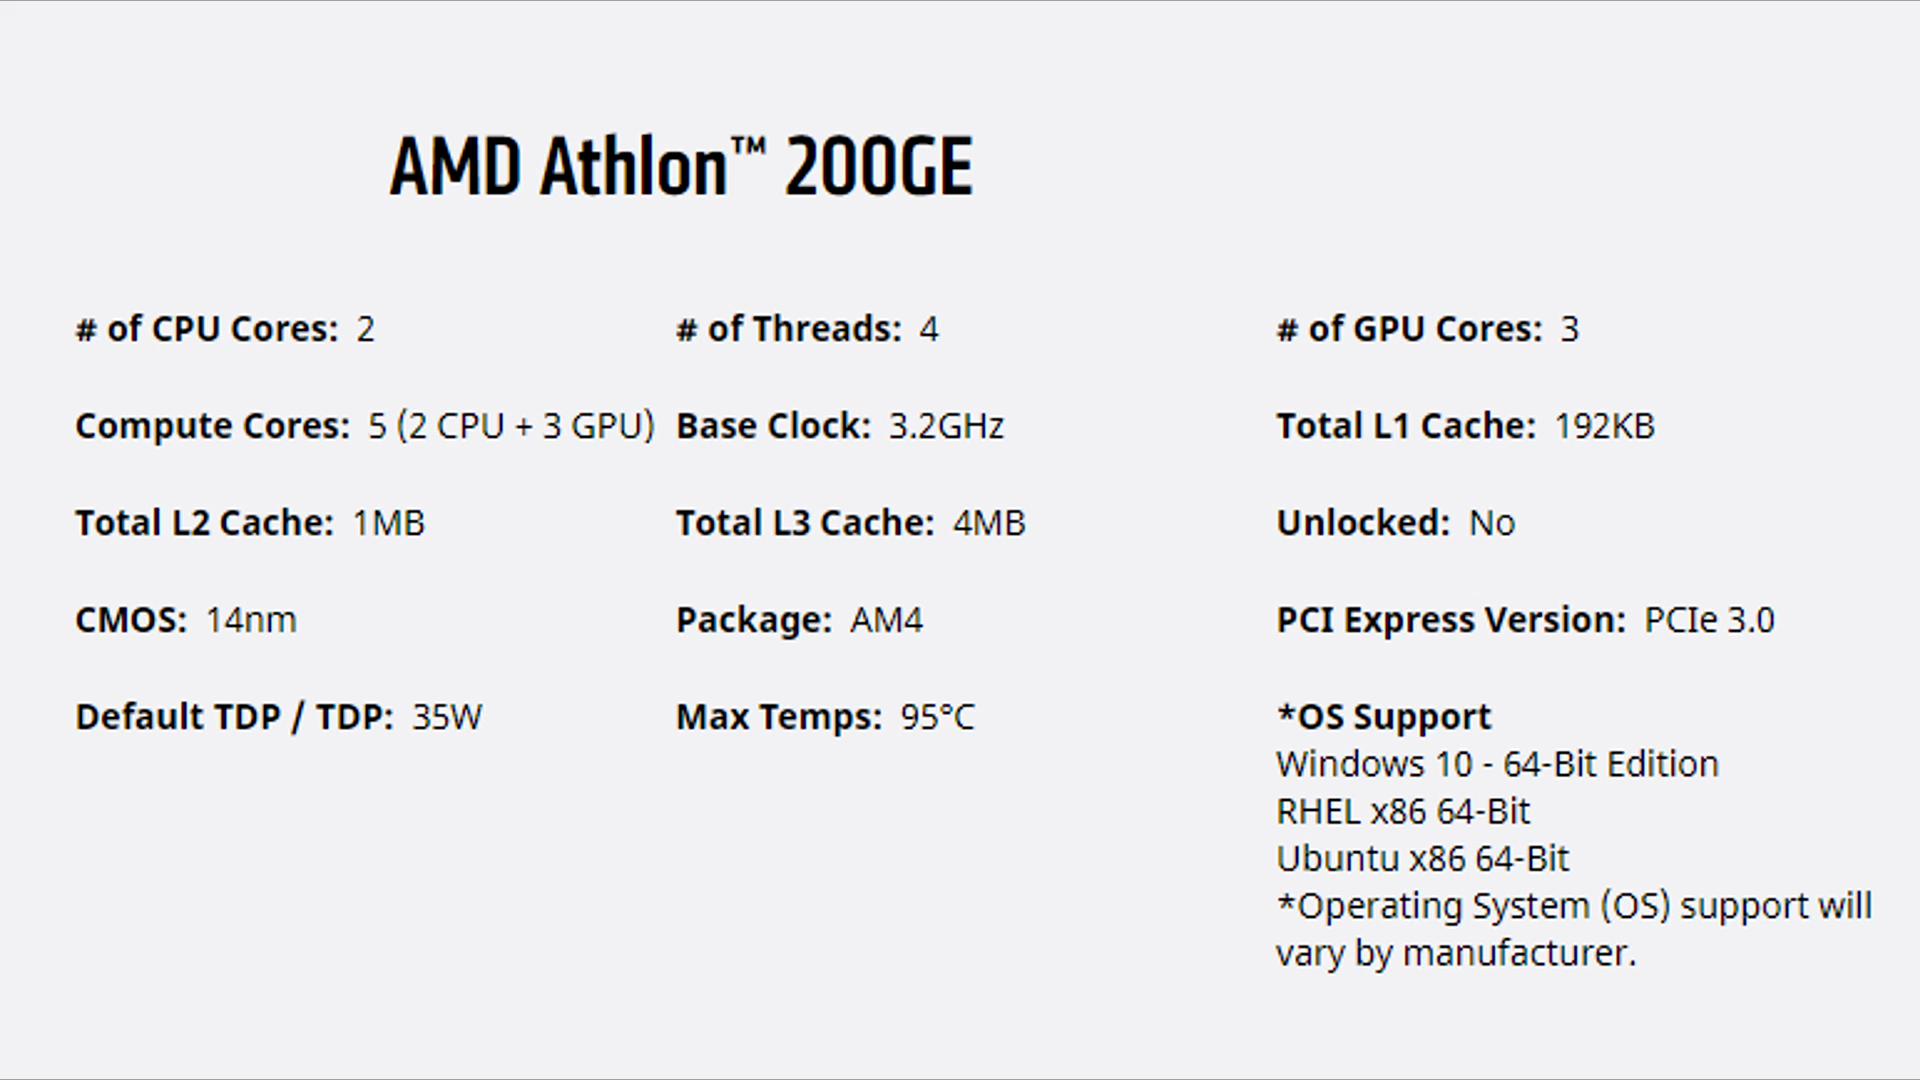 AMD Athlon™ 200GE
# of CPU Cores: 2
# of Threads: 4
# of GPU Cores: 3
Compute Cores: 5 (2 CPU + 3 GPU)
Base Clock: 3.2GHz
Total L1 Cache: 192KB
Total L2 Cache: 1MB
Total L3 Cache: 4MB
Unlocked: No
CMOS: 14nm
Package: AM4
PCI Express Version: PCIe 3.0
Default TDP / TDP: 35W
Max Temps: 95°C
*OS Support
Windows 10 - 64-Bit Edition
RHEL x86 64-Bit
Ubuntu x86 64-Bit
*Operating System (OS) support will
vary by manufacturer.